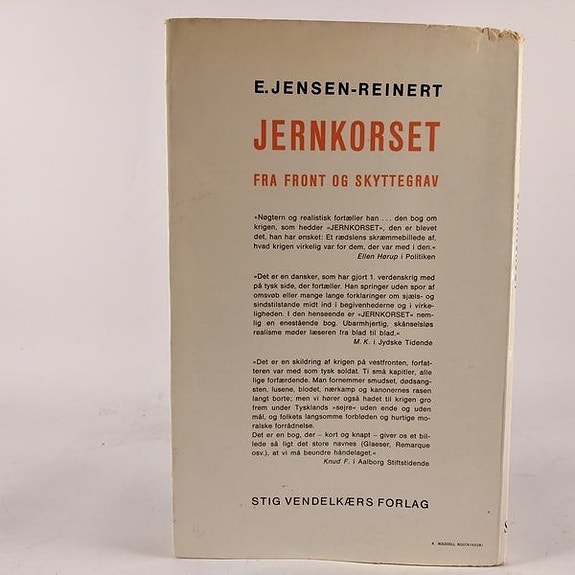 E. JENSEN-REINERT
JERNKORSET
FRA FRONT OG SKYTTEGRAV
»Nøgtern og realistisk fortæller han . . . den bog om
krigen, som hedder »JERNKORSET«, den er blevet
det, han har ønsket: Et rædslens skræmmebillede af,
hvad krigen virkelig var for dem, der var med i den.«
Ellen Hørup i Politiken
»Det er en dansker, som har gjort 1. verdenskrig med
på tysk side, der fortæller. Han springer uden spor af
omsvøb eller mange lange forklaringer om sjæls- og
sindstilstande midt ind i begivenhederne og i virke-
ligheden. I den henseende er »JERNKORSET« nem-
lig en enestående bog. Ubarmhjertig, skånselsløs
realisme møder læseren fra blad til blad.«
M. K. i Jydske Tidende
»Det er en skildring af krigen på vestfronten, forfat-
teren var med som tysk soldat. Ti små kapitler, alle
lige forfærdende. Man fornemmer smudset, dødsang-
sten, lusene, blodet, nærkamp og kanonernes rasen
langt borte; men vi hører også hadet til krigen gro
frem under Tysklands »sejre« uden ende og uden
mål, og folkets langsomme forbløden og hurtige mo-
ralske forrådnelse.
Det er en bog, der – kort og knapt – giver os et bil-
lede så ligt det store navnes (Glaeser, Remarque
osv.), at vi må beundre håndelaget.«
Knud F. i Aalborg Stiftstidende
STIG VENDELKÆRS FORLAG